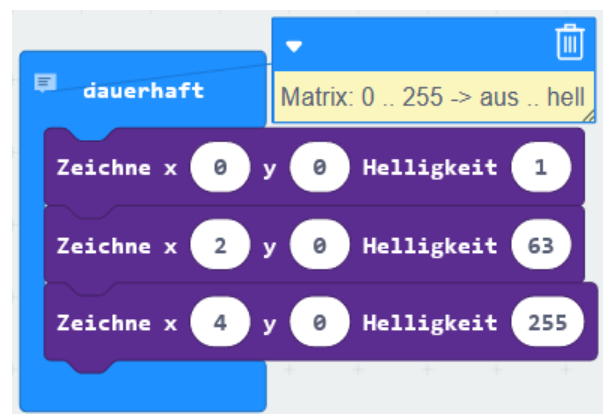 dauerhaft
Matrix: 0 .. 255 -> aus .. hell
Zeichne x 0 y 0 Helligkeit 1
Zeichne x 2 y 0 Helligkeit 63
Zeichne x 4 y 0 Helligkeit 255